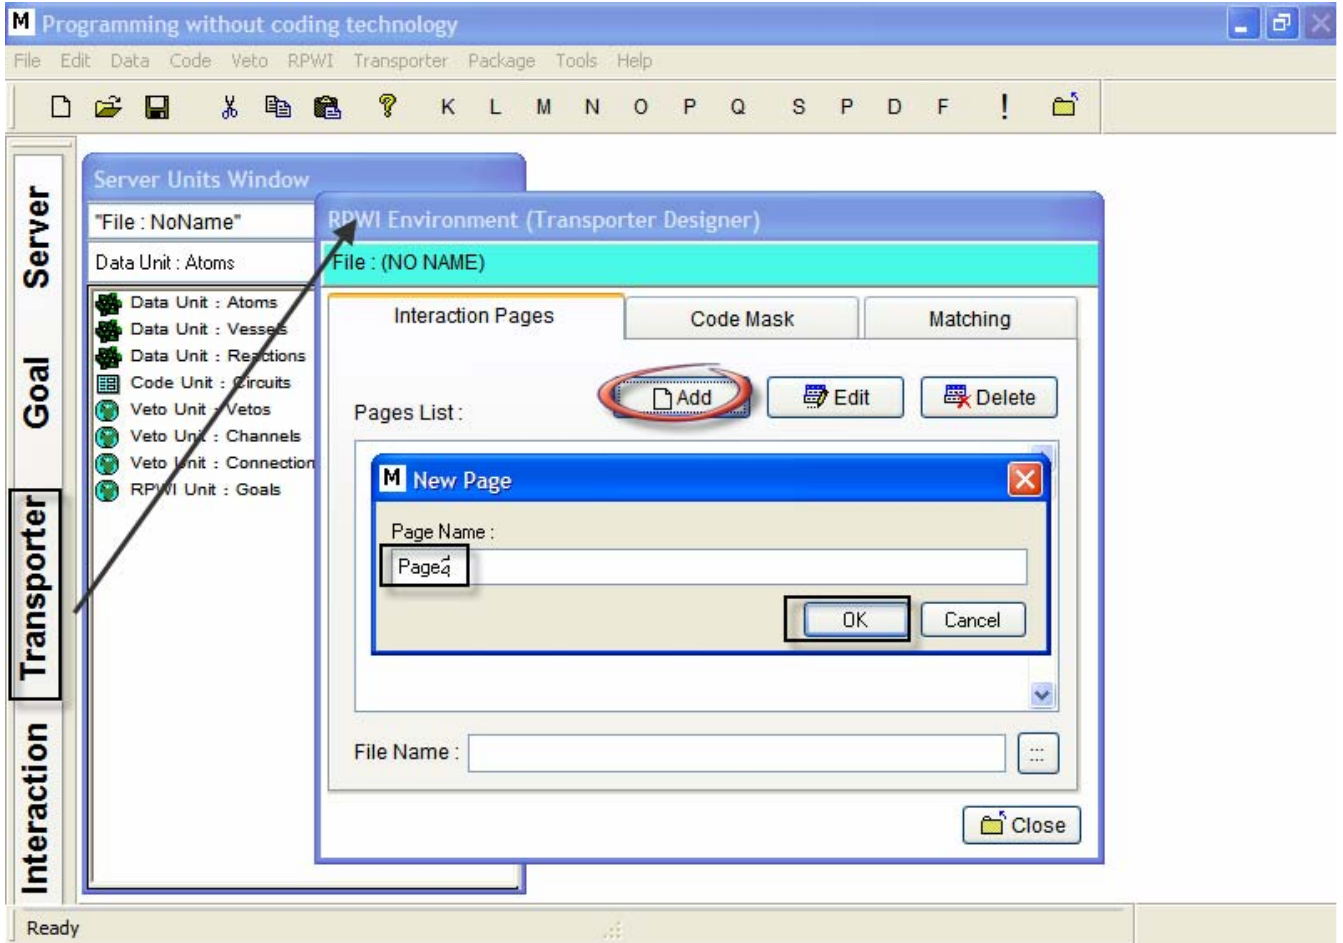 M Programming without coding technology
File Edit Data Code Veto RPWI Transporter Package Tools Help
K L M N O P Q S P D F !
Server
Goal
Transporter
Interaction
Server Units Window
"File : NoName"
Data Unit : Atoms
Data Unit : Atoms
Data Unit : Vessels
Data Unit : Reactions
Code Unit : Circuits
Veto Unit : Vetos
Veto Unit : Channels
Veto Unit : Connection
RPWI Unit : Goals
RPWI Environment (Transporter Designer)
File : (NO NAME)
Interaction Pages Code Mask Matching
Pages List : Add Edit Delete
M New Page
Page Name :
OK Cancel
File Name : :::
Close
Ready